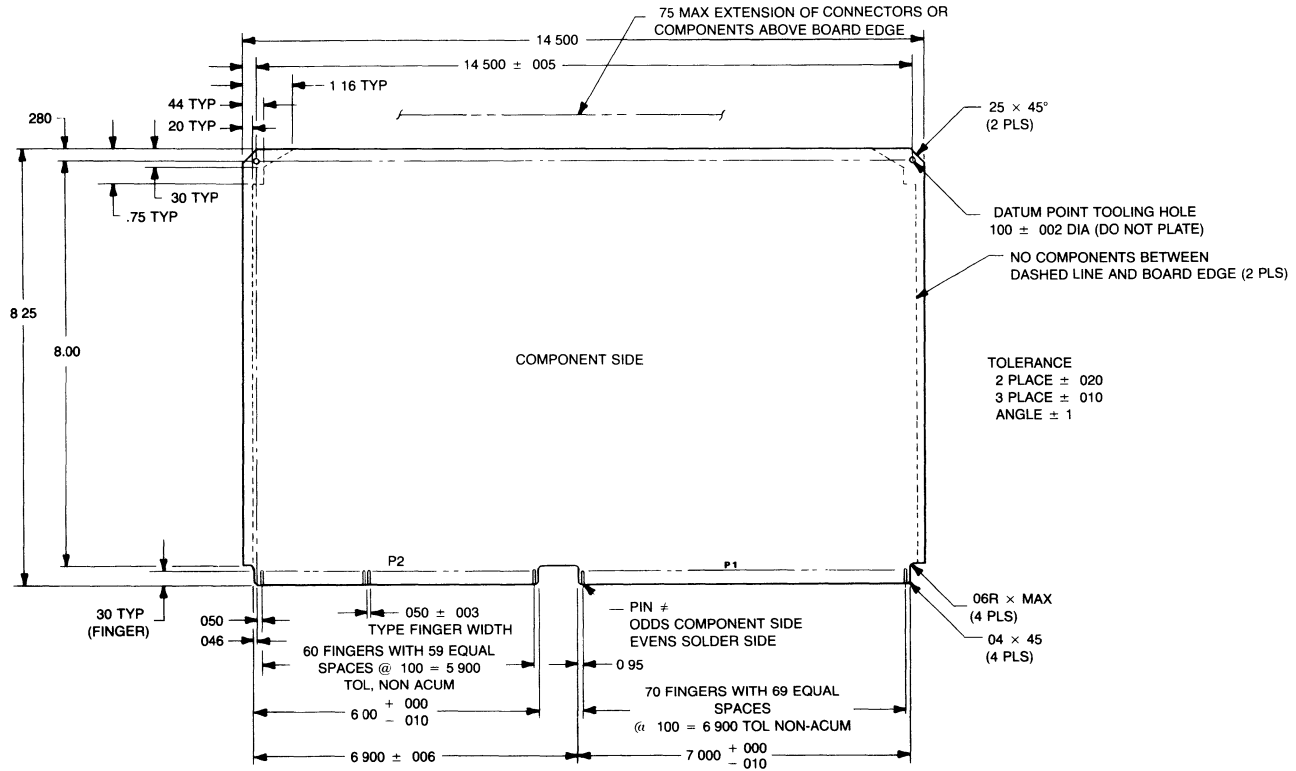 75 MAX EXTENSION OF CONNECTORS OR
COMPONENTS ABOVE BOARD EDGE
14 500
14 500 ± 005
1 16 TYP
44 TYP
20 TYP
280
30 TYP
.75 TYP
25 × 45°
(2 PLS)
DATUM POINT TOOLING HOLE
100 ± 002 DIA (DO NOT PLATE)
NO COMPONENTS BETWEEN
DASHED LINE AND BOARD EDGE (2 PLS)
8 25
8.00
COMPONENT SIDE
TOLERANCE
2 PLACE ± 020
3 PLACE ± 010
ANGLE ± 1
P2
P1
30 TYP
(FINGER)
050
046
050 ± 003
TYPE FINGER WIDTH
60 FINGERS WITH 59 EQUAL
SPACES @ 100 = 5 900
TOL, NON ACUM
6 00 + 000
- 010
6 900 ± 006
PIN ≠
ODDS COMPONENT SIDE
EVENS SOLDER SIDE
0 95
70 FINGERS WITH 69 EQUAL
SPACES
@ 100 = 6 900 TOL NON-ACUM
7 000 + 000
- 010
06R × MAX
(4 PLS)
04 × 45
(4 PLS)